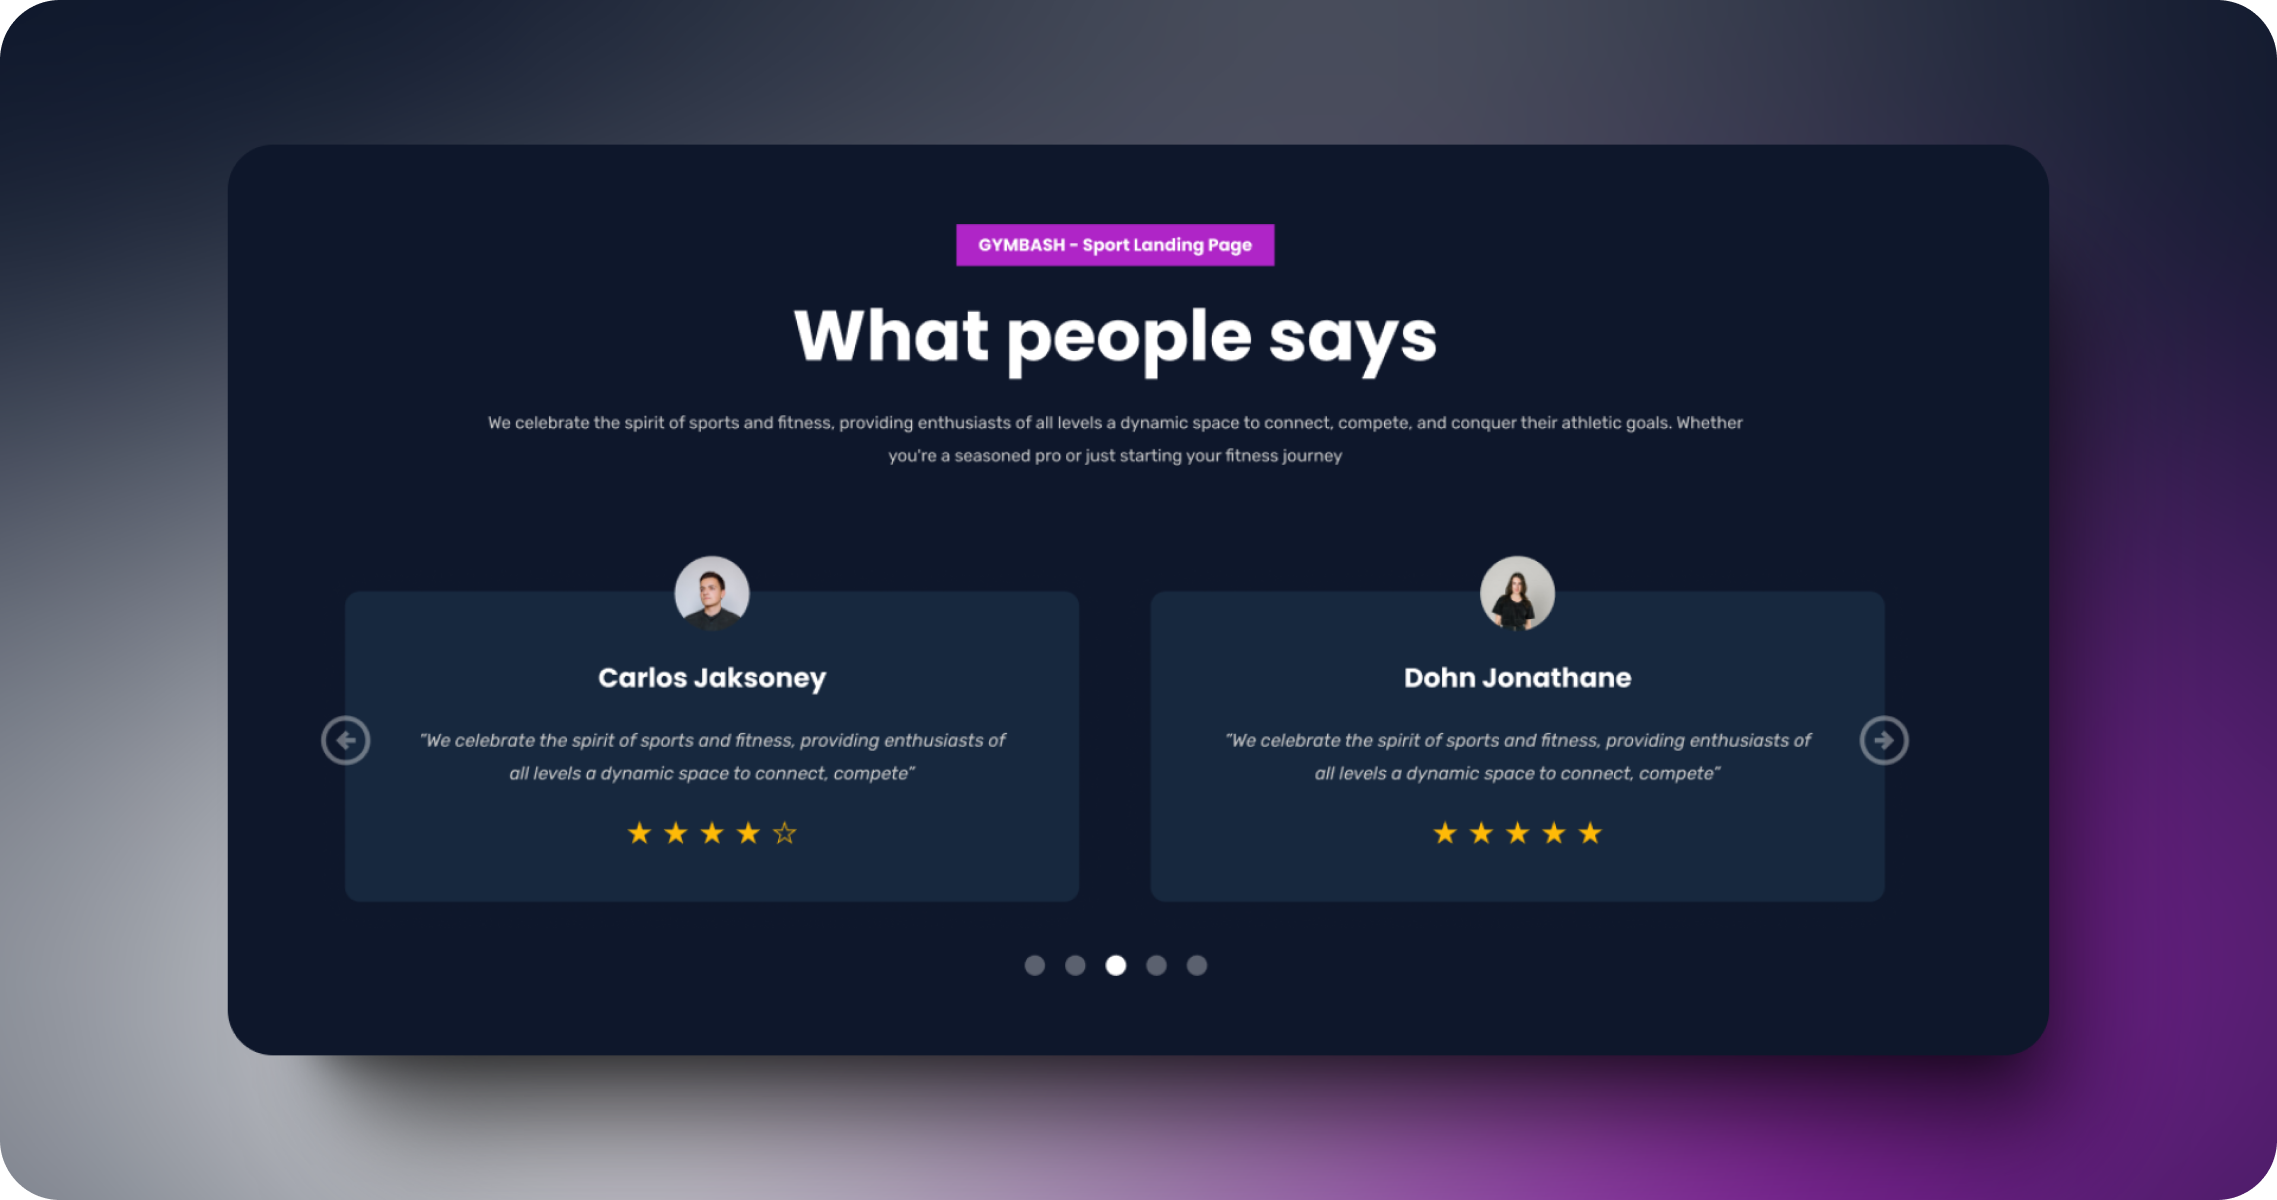 GYMBASH - Sport Landing Page
What people says
We celebrate the spirit of sports and fitness, providing enthusiasts of all levels a dynamic space to connect, compete, and conquer their athletic goals. Whether
you're a seasoned pro or just starting your fitness journey
Carlos Jaksoney
"We celebrate the spirit of sports and fitness, providing enthusiasts of
all levels a dynamic space to connect, compete"
Dohn Jonathane
"We celebrate the spirit of sports and fitness, providing enthusiasts of
all levels a dynamic space to connect, compete"